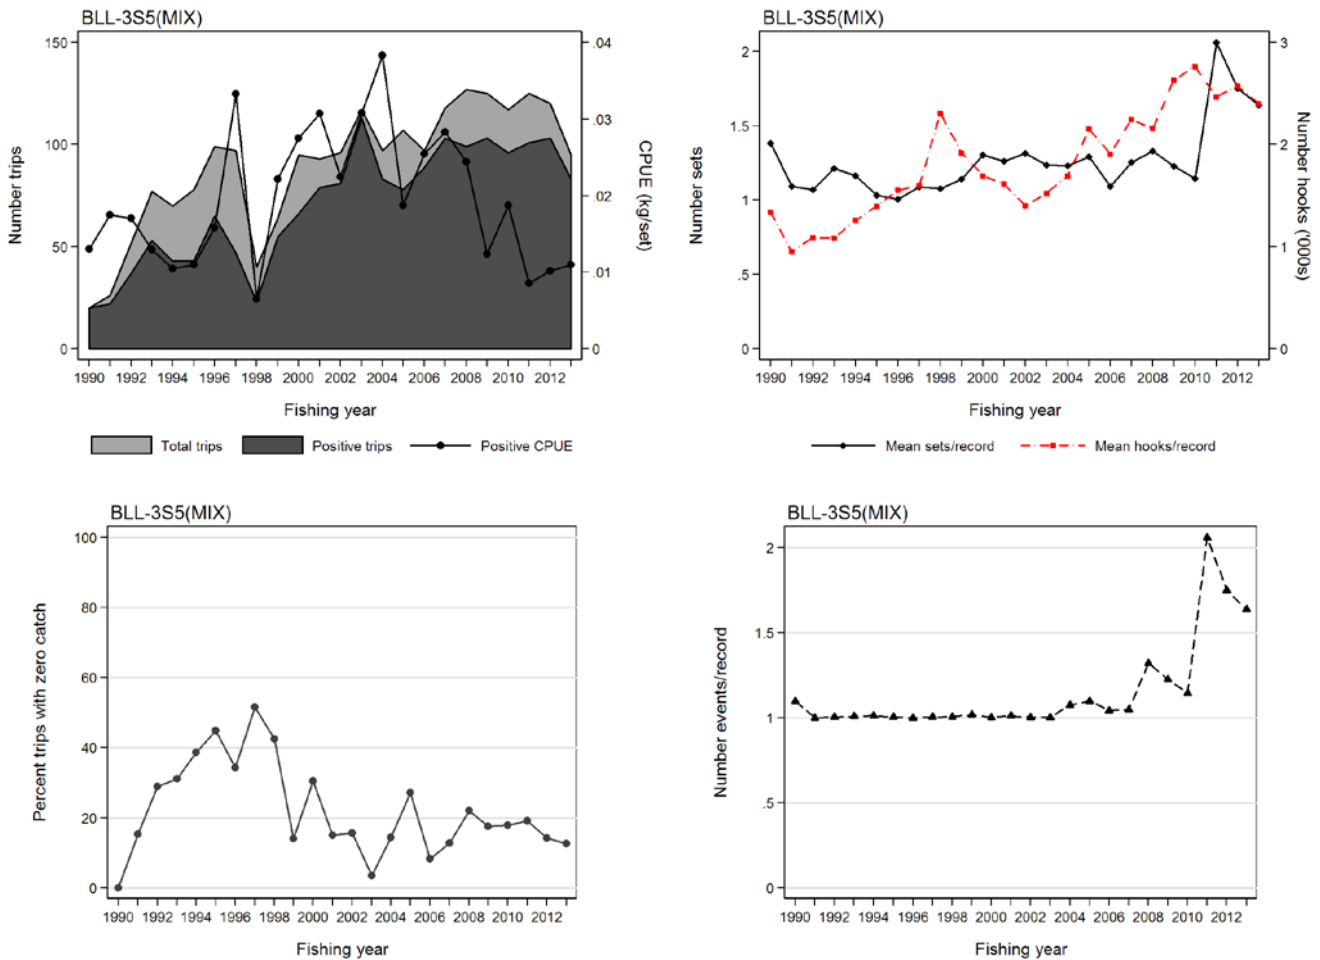 BLL-3S5(MIX)
150
100
50
0
Number trips
.04
.03
.02
.01
0
CPUE (kg/set)
1990 1992 1994 1996 1998 2000 2002 2004 2006 2008 2010 2012
Fishing year
Total trips Positive trips Positive CPUE
BLL-3S5(MIX)
2
1.5
1
.5
0
Number sets
3
2
1
0
Number hooks ('000s)
1990 1992 1994 1996 1998 2000 2002 2004 2006 2008 2010 2012
Fishing year
Mean sets/record Mean hooks/record
BLL-3S5(MIX)
100
80
60
40
20
0
Percent trips with zero catch
1990 1992 1994 1996 1998 2000 2002 2004 2006 2008 2010 2012
Fishing year
BLL-3S5(MIX)
2
1.5
1
.5
0
Number events/record
1990 1992 1994 1996 1998 2000 2002 2004 2006 2008 2010 2012
Fishing year